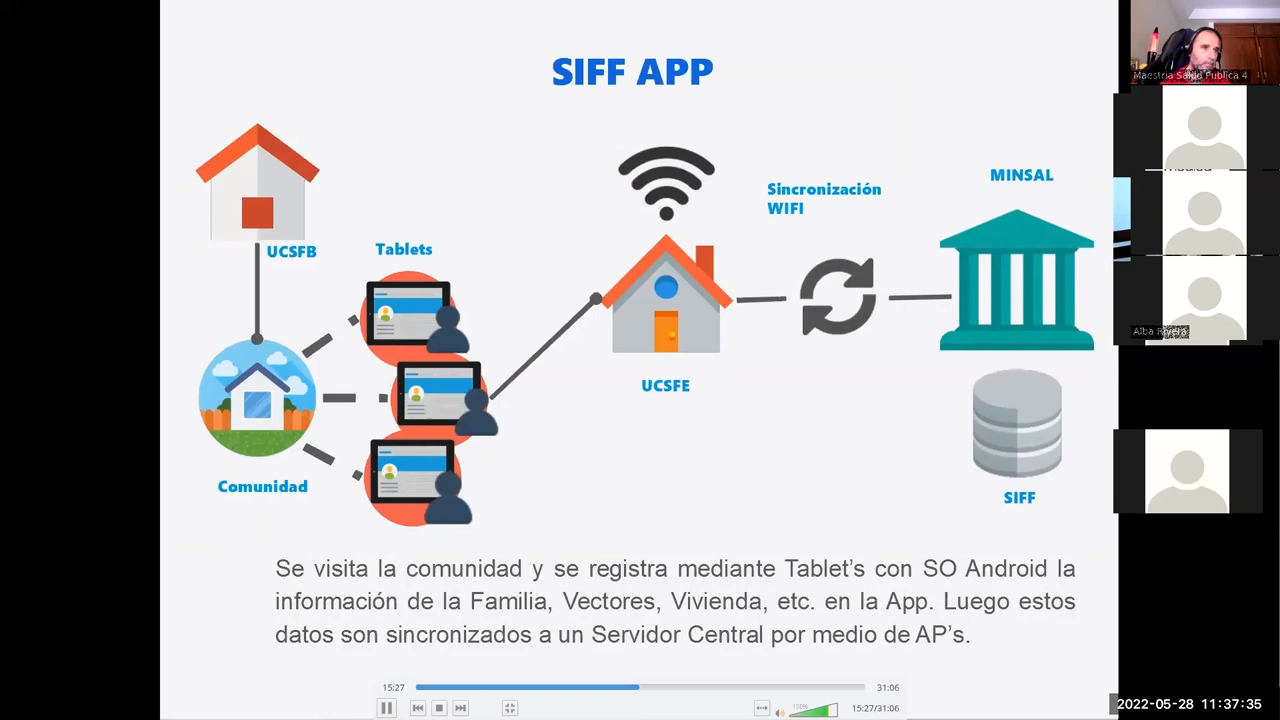 SIFF APP
UCSFB
Tablets
Sincronización
WIFI
MINSAL
UCSFE
Comunidad
SIFF
Se visita la comunidad y se registra mediante Tablet’s con SO Android la
información de la Familia, Vectores, Vivienda, etc. en la App. Luego estos
datos son sincronizados a un Servidor Central por medio de AP’s.
15:27
31:06
100%
15:27/31:06
Maestria Salud Publica 4
Alba Rivera
2022-05-28 11:37:35